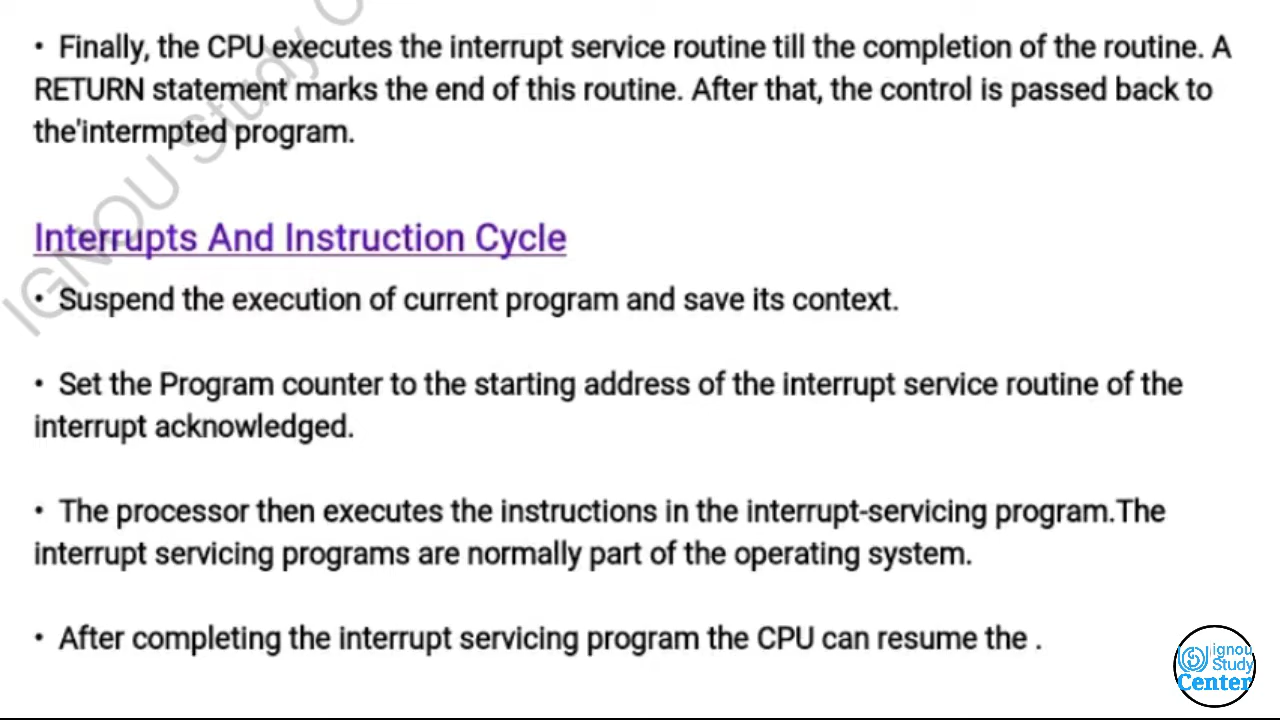 • Finally, the CPU executes the interrupt service routine till the completion of the routine. A
RETURN statement marks the end of this routine. After that, the control is passed back to
the'intermpted program.
Interrupts And Instruction Cycle
• Suspend the execution of current program and save its context.
• Set the Program counter to the starting address of the interrupt service routine of the
interrupt acknowledged.
• The processor then executes the instructions in the interrupt-servicing program.The
interrupt servicing programs are normally part of the operating system.
• After completing the interrupt servicing program the CPU can resume the .
IGNOU Study
ignou
Study
Center